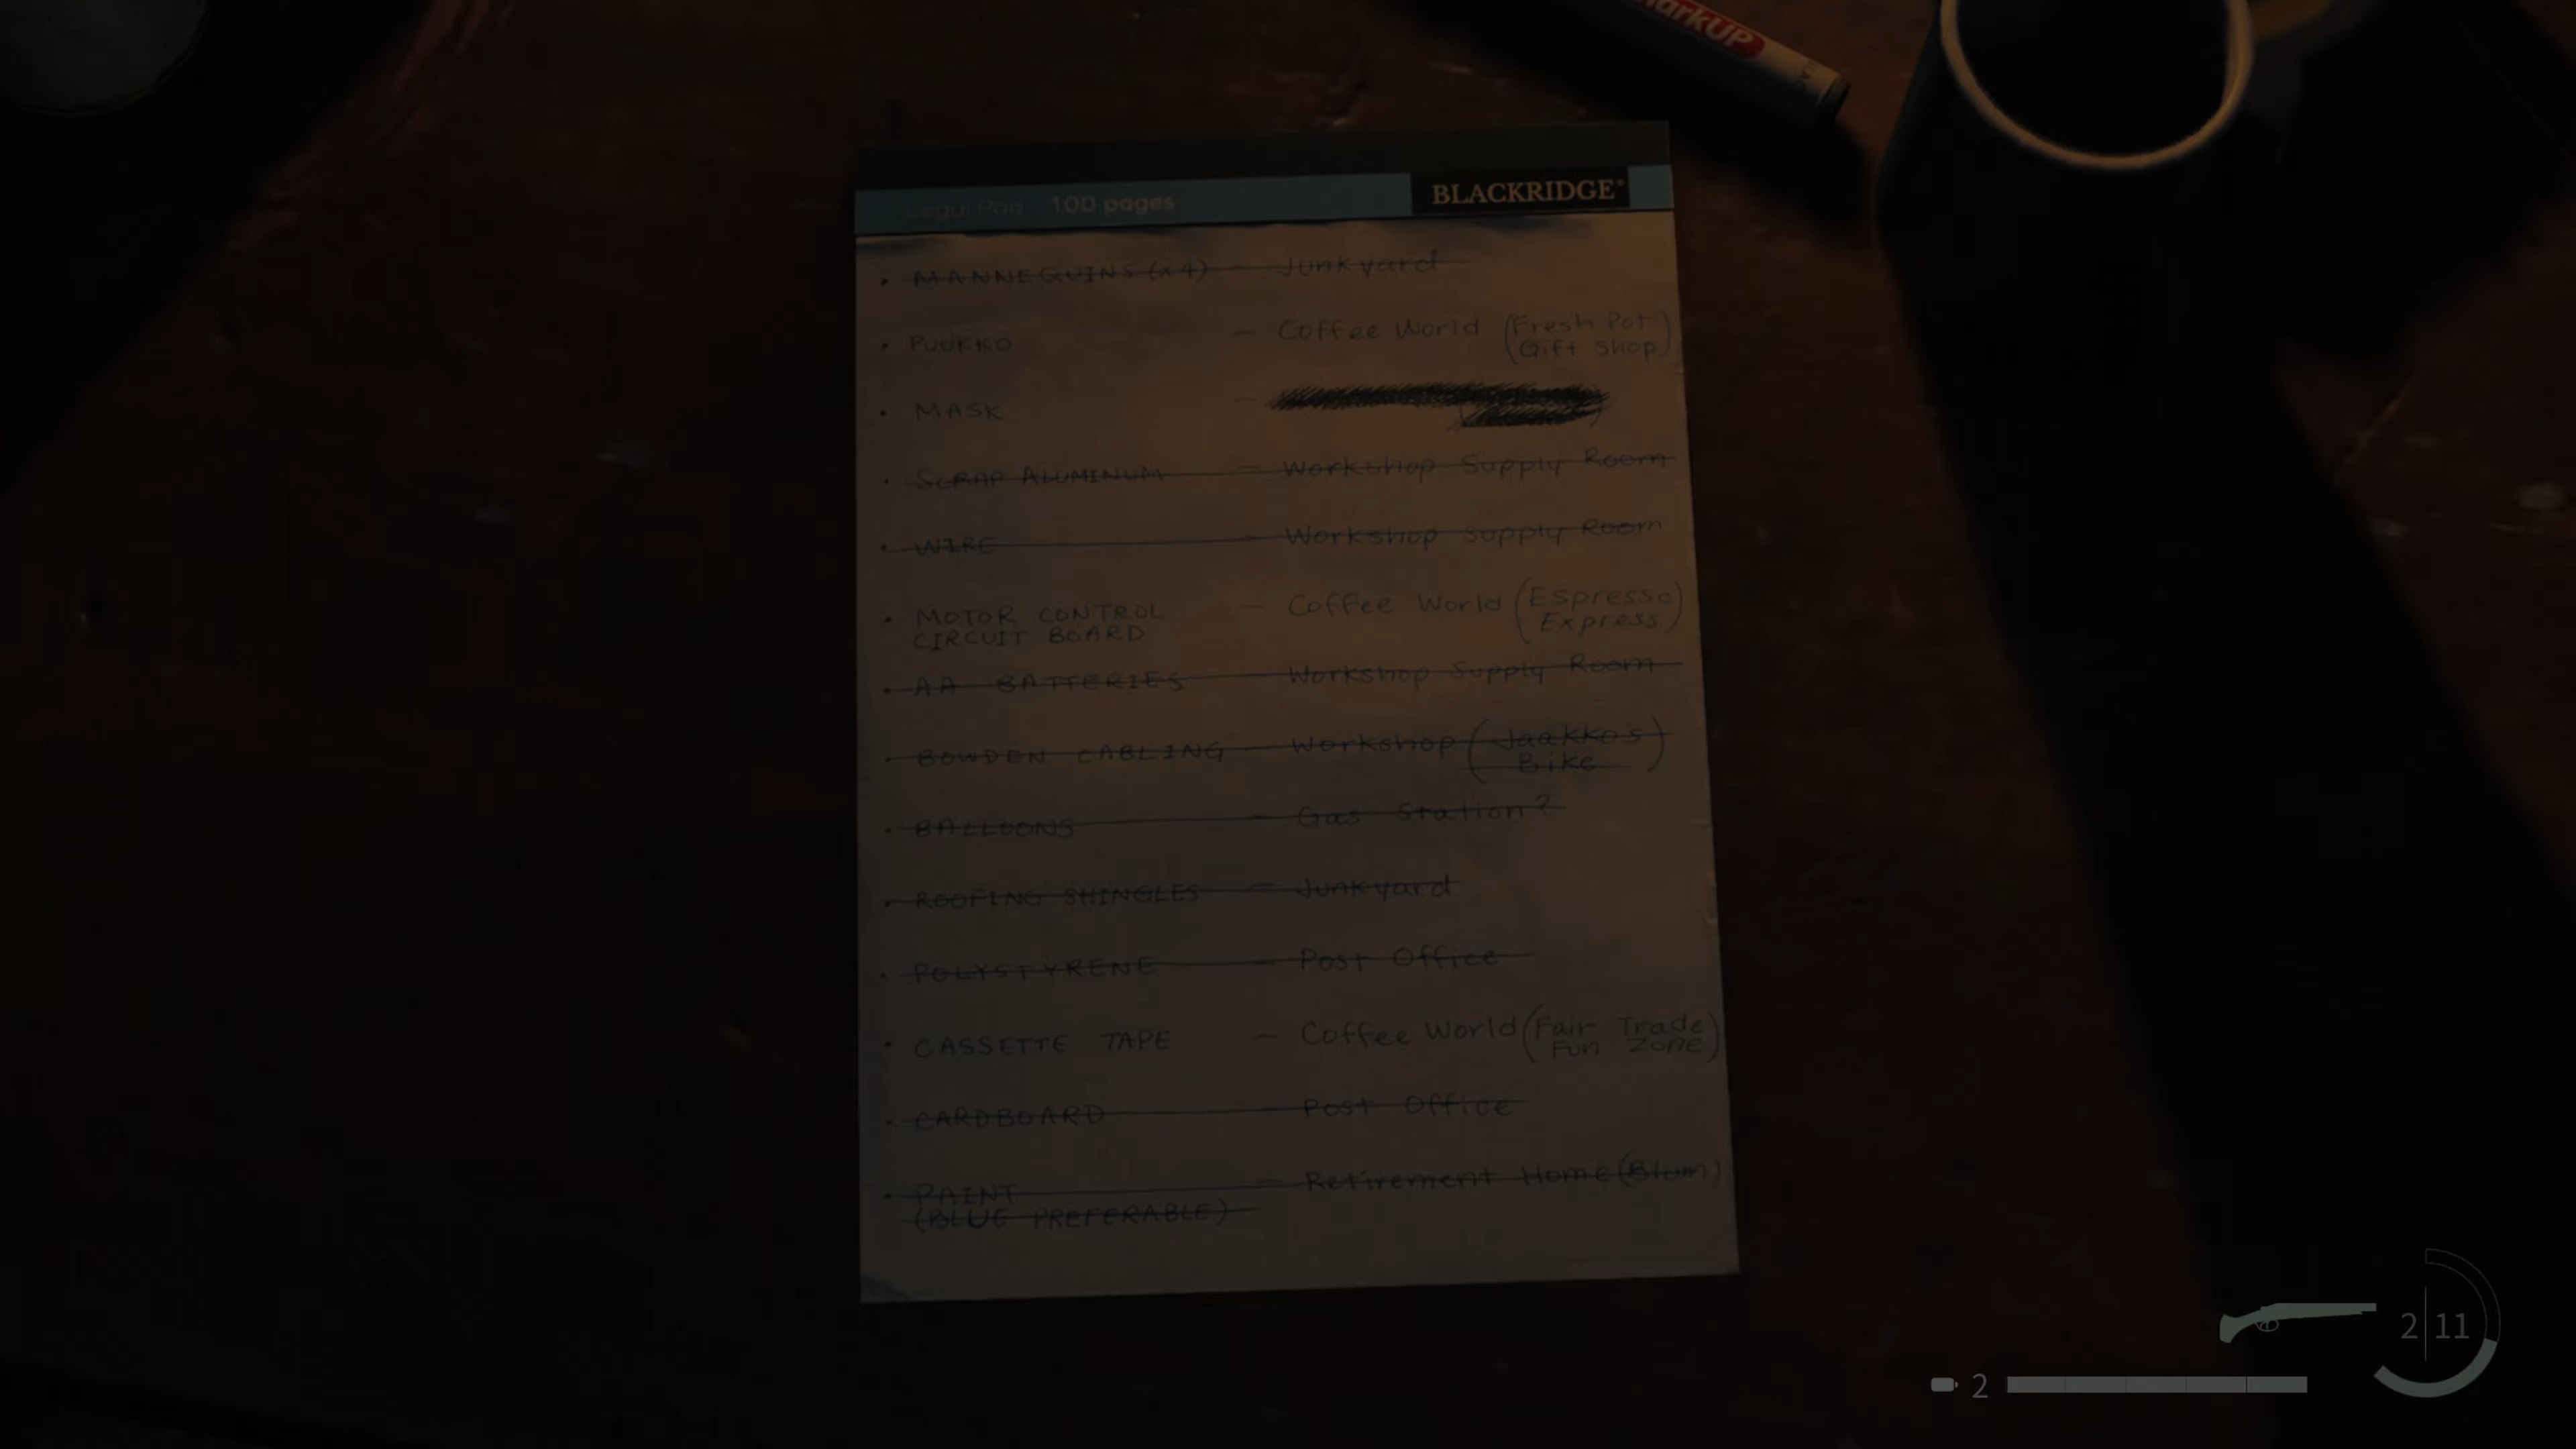 markUP
Legal Pad 100 pages BLACKRIDGE®
• MANNEQUINS (x4) - Junkyard
• PUUKKO - Coffee World (Fresh Pot
Gift Shop)
• MASK -
• SCRAP ALUMINUM - Workshop Supply Room
• WIRE - Workshop Supply Room
• MOTOR CONTROL - Coffee World (Espresso
CIRCUIT BOARD Express)
• AA BATTERIES - Workshop Supply Room
• BOWDEN CABLING - Workshop (Jaakko's
Bike)
• BALLOONS - Gas Station?
• ROOFING SHINGLES - Junkyard
• POLYSTYRENE - Post Office
• CASSETTE TAPE - Coffee World (Fair Trade
Fun Zone)
• CARDBOARD - Post Office
• PAINT - Retirement Home (Blum)
(BLUE PREFERABLE)
2 | 11
2